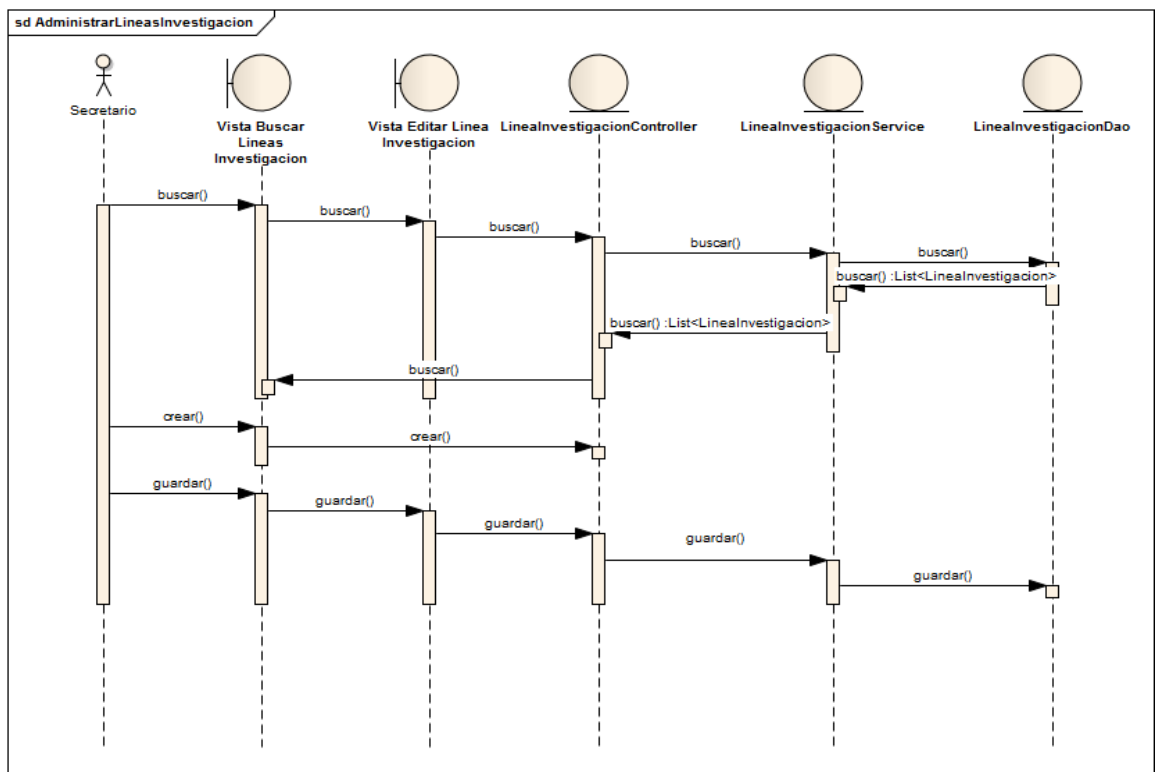 sd AdministrarLineasInvestigacion
Secretario
Vista Buscar
Lineas
Investigacion
Vista Editar Linea
Investigacion
LineaInvestigacionController
LineaInvestigacionService
LineaInvestigacionDao
buscar()
buscar()
buscar()
buscar()
buscar()
buscar() :List<LineaInvestigacion>
buscar() :List<LineaInvestigacion>
buscar()
crear()
crear()
guardar()
guardar()
guardar()
guardar()
guardar()